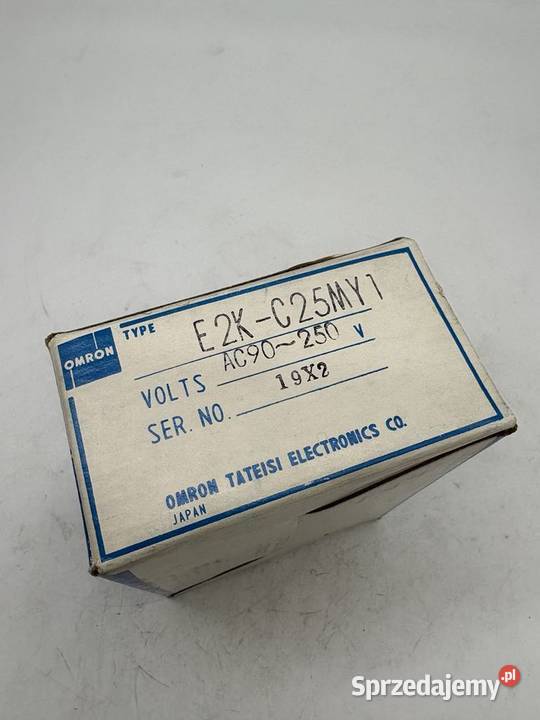 OMRON
TYPE E2K-C25MY1
VOLTS AC90~250 V
SER. NO. 19X2
OMRON TATEISI ELECTRONICS CO.
JAPAN
Sprzedajemy.pl